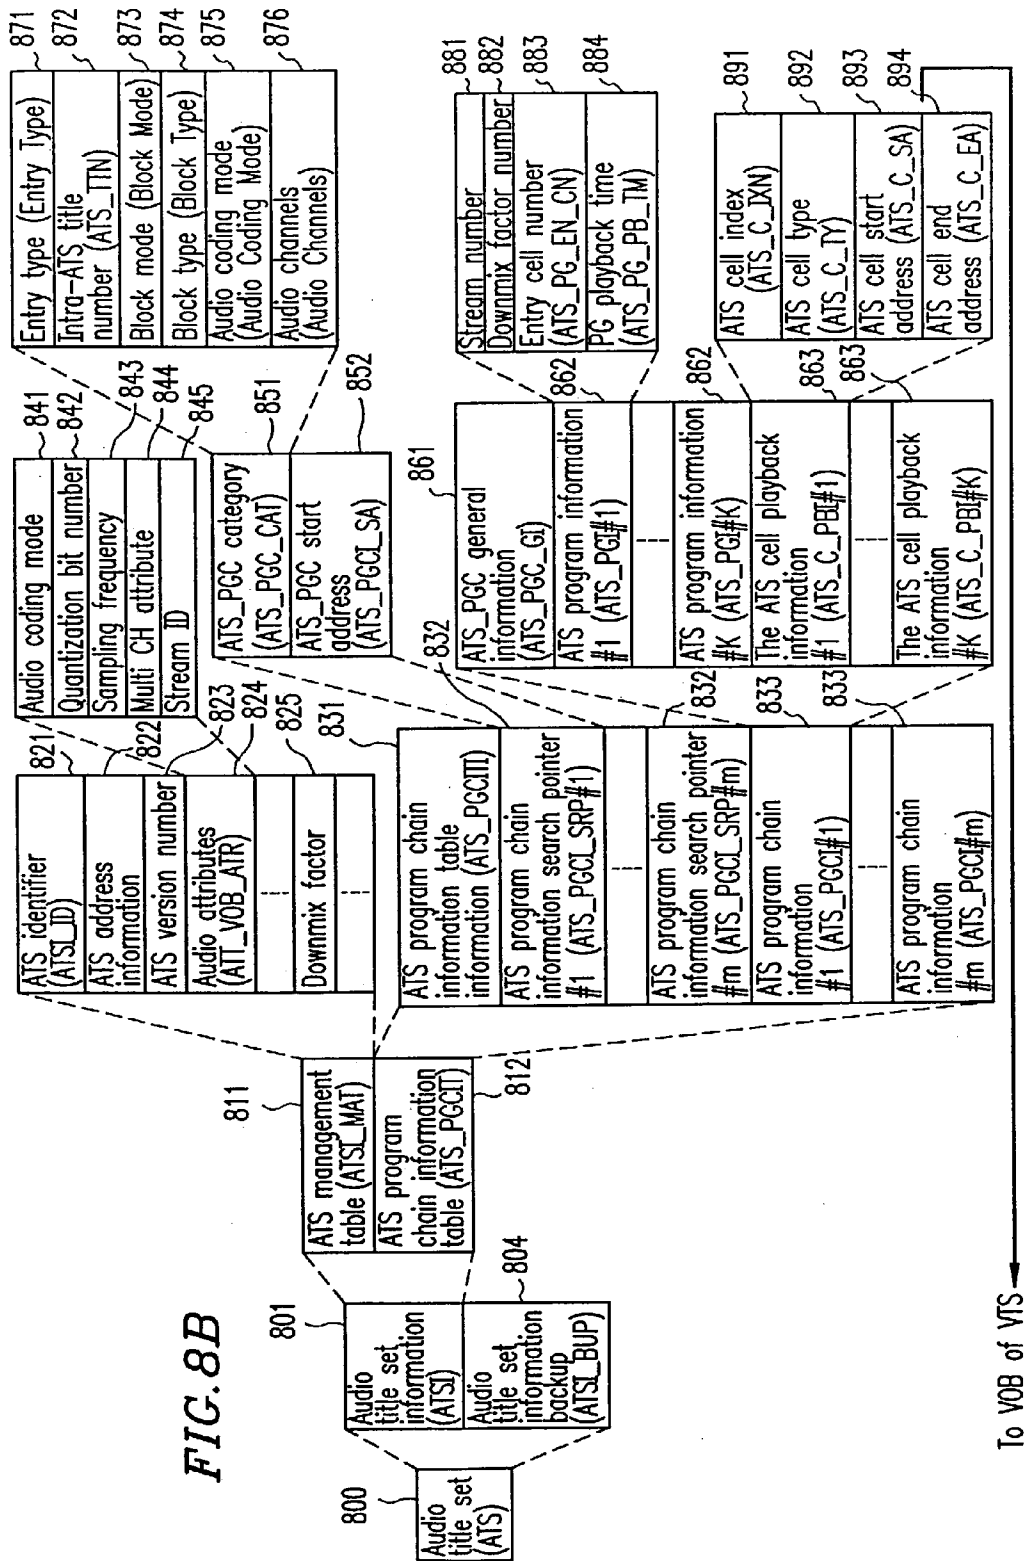 FIG.8B
800
Audio
title set
(ATS)
801
Audio
title set
information
(ATSI)
Audio
title set
information
backup
(ATSI_BUP)
804
811
ATS management
table (ATSI_MAT)
ATS program
chain information
table (ATS_PGCIT)
812
ATS identifier
(ATSI_ID)
821
ATS address
information
822
ATS version number
823
Audio attributes
(ATT_VOB_ATR)
824
Downmix factor
825
831
ATS program chain
information table
information (ATS_PGCITI)
ATS program chain
information search pointer
#1 (ATS_PGCI_SRP#1)
832
ATS program chain
information search pointer
#m (ATS_PGCI_SRP#m)
832
ATS program chain
information
#1 (ATS_PGCI#1)
833
ATS program chain
information
#m (ATS_PGCI#m)
833
Audio coding mode
841
Quantization bit number
842
Sampling frequency
843
Multi CH attribute
844
Stream ID
845
ATS_PGC category
(ATS_PGC_CAT)
851
ATS_PGC start
address
(ATS_PGCI_SA)
852
861
ATS_PGC general
information
(ATS_PGC_GI)
ATS program information
#1 (ATS_PGI#1)
862
ATS program information
#K (ATS_PGI#K)
862
The ATS cell playback
information
#1 (ATS_C_PBI#1)
863
The ATS cell playback
information
#K (ATS_C_PBI#K)
863
Entry type (Entry Type)
871
Intra-ATS title
number (ATS_TTN)
872
Block mode (Block Mode)
873
Block type (Block Type)
874
Audio coding mode
(Audio Coding Mode)
875
Audio channels
(Audio Channels)
876
Stream number
881
Downmix factor number
882
Entry cell number
(ATS_PG_EN_CN)
883
PG playback time
(ATS_PG_PB_TM)
884
ATS cell index
(ATS_C_IXN)
891
ATS cell type
(ATS_C_TY)
892
ATS cell start
address (ATS_C_SA)
893
ATS cell end
address (ATS_C_EA)
894
To VOB of VTS